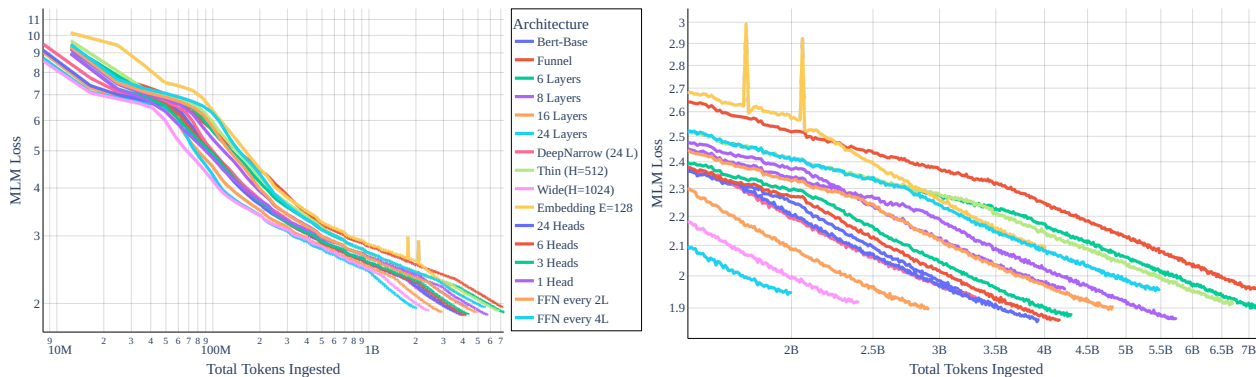 11
10
9
8
7
6
5
4
3
2
MLM Loss
9 2 3 4 5 6 7 8 9 2 3 4 5 6 7 8 9 2 3 4 5 6 7
10M 100M 1B
Total Tokens Ingested
Architecture
Bert-Base
Funnel
6 Layers
8 Layers
16 Layers
24 Layers
DeepNarrow (24 L)
Thin (H=512)
Wide(H=1024)
Embedding E=128
24 Heads
6 Heads
3 Heads
1 Head
FFN every 2L
FFN every 4L
3
2.9
2.8
2.7
2.6
2.5
2.4
2.3
2.2
2.1
2
1.9
MLM Loss
2B 2.5B 3B 3.5B 4B 4.5B 5B 5.5B 6B 6.5B 7B
Total Tokens Ingested